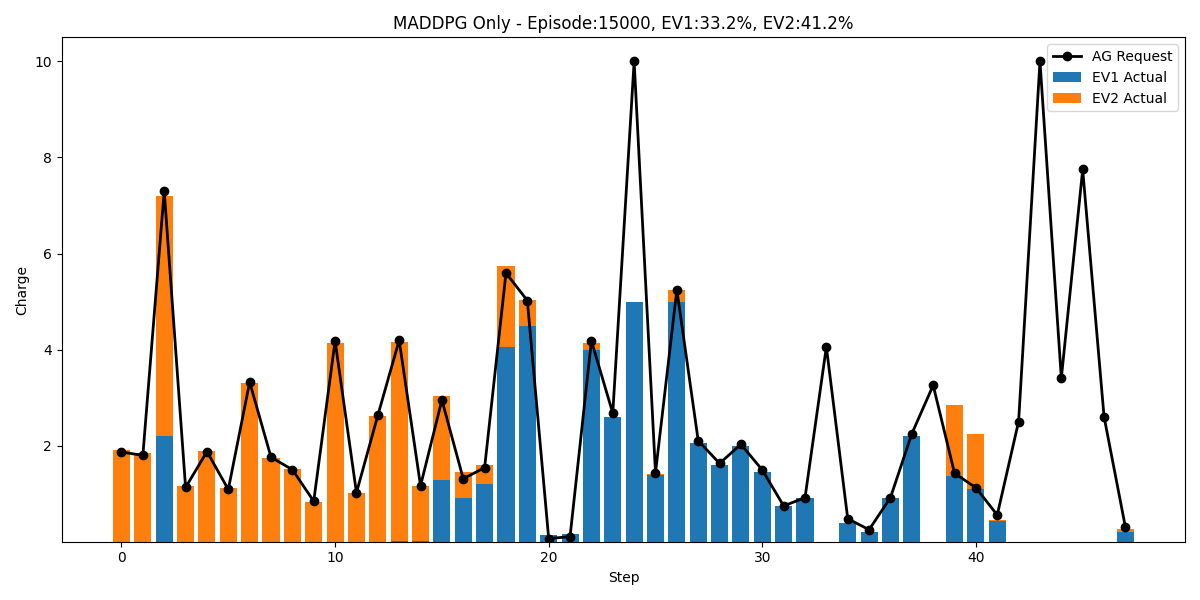 MADDPG Only - Episode:15000, EV1:33.2%, EV2:41.2%
AG Request
EV1 Actual
EV2 Actual
Charge
10
8
6
4
2
0
10
20
30
40
Step